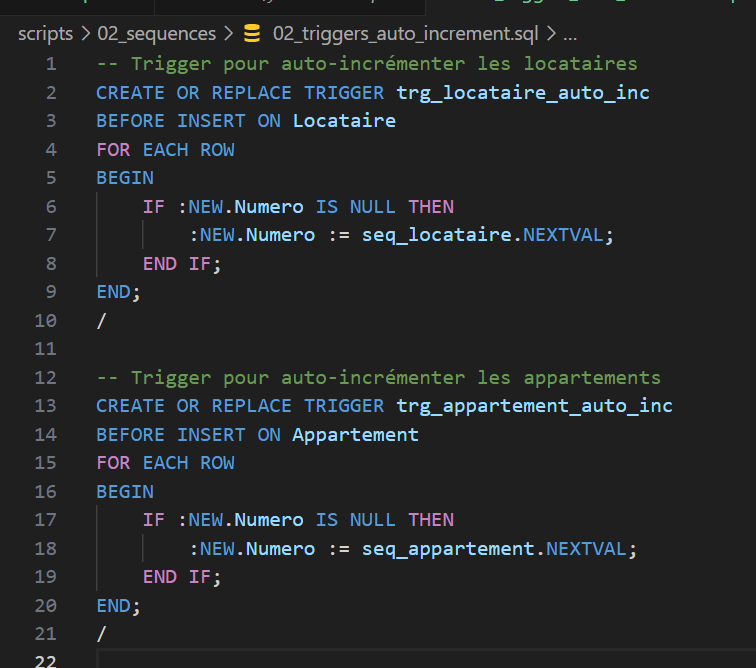 scripts > 02_sequences > 02_triggers_auto_increment.sql > ...
1 -- Trigger pour auto-incrémenter les locataires
2 CREATE OR REPLACE TRIGGER trg_locataire_auto_inc
3 BEFORE INSERT ON Locataire
4 FOR EACH ROW
5 BEGIN
6 IF :NEW.Numero IS NULL THEN
7 :NEW.Numero := seq_locataire.NEXTVAL;
8 END IF;
9 END;
10 /
11
12 -- Trigger pour auto-incrémenter les appartements
13 CREATE OR REPLACE TRIGGER trg_appartement_auto_inc
14 BEFORE INSERT ON Appartement
15 FOR EACH ROW
16 BEGIN
17 IF :NEW.Numero IS NULL THEN
18 :NEW.Numero := seq_appartement.NEXTVAL;
19 END IF;
20 END;
21 /
22